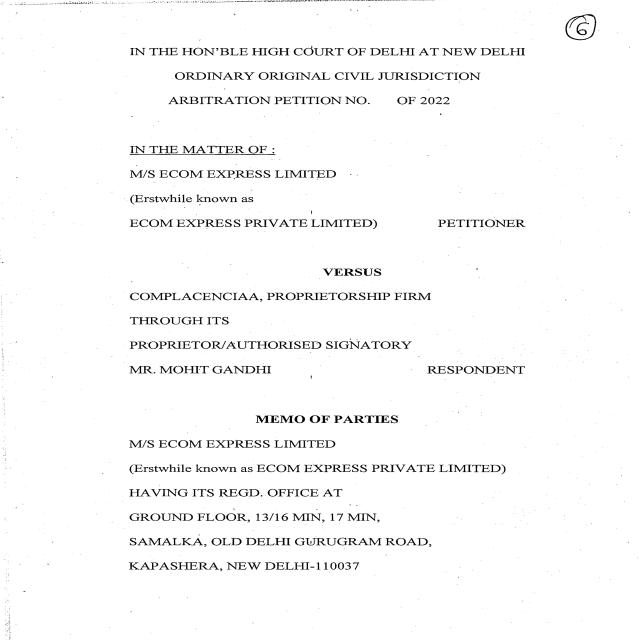 6
IN THE HON'BLE HIGH COURT OF DELHI AT NEW DELHI
ORDINARY ORIGINAL CIVIL JURISDICTION
ARBITRATION PETITION NO. OF 2022
IN THE MATTER OF :
M/S ECOM EXPRESS LIMITED
(Erstwhile known as
ECOM EXPRESS PRIVATE LIMITED) PETITIONER
VERSUS
COMPLACENCIAA, PROPRIETORSHIP FIRM
THROUGH ITS
PROPRIETOR/AUTHORISED SIGNATORY
MR. MOHIT GANDHI RESPONDENT
MEMO OF PARTIES
M/S ECOM EXPRESS LIMITED
(Erstwhile known as ECOM EXPRESS PRIVATE LIMITED)
HAVING ITS REGD. OFFICE AT
GROUND FLOOR, 13/16 MIN, 17 MIN,
SAMALKA, OLD DELHI GURUGRAM ROAD,
KAPASHERA, NEW DELHI-110037